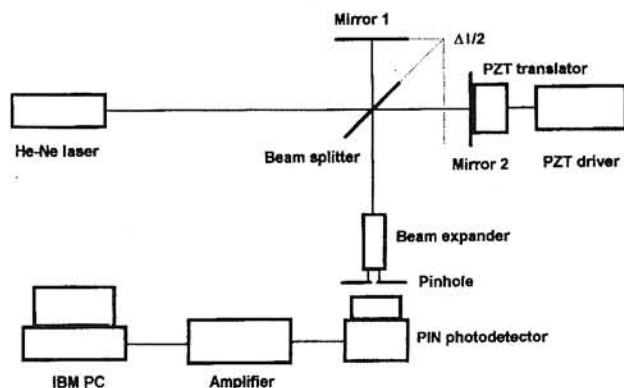 Mirror 1
Δl/2
PZT translator
He-Ne laser
Beam splitter
Mirror 2
PZT driver
Beam expander
Pinhole
PIN photodetector
IBM PC
Amplifier